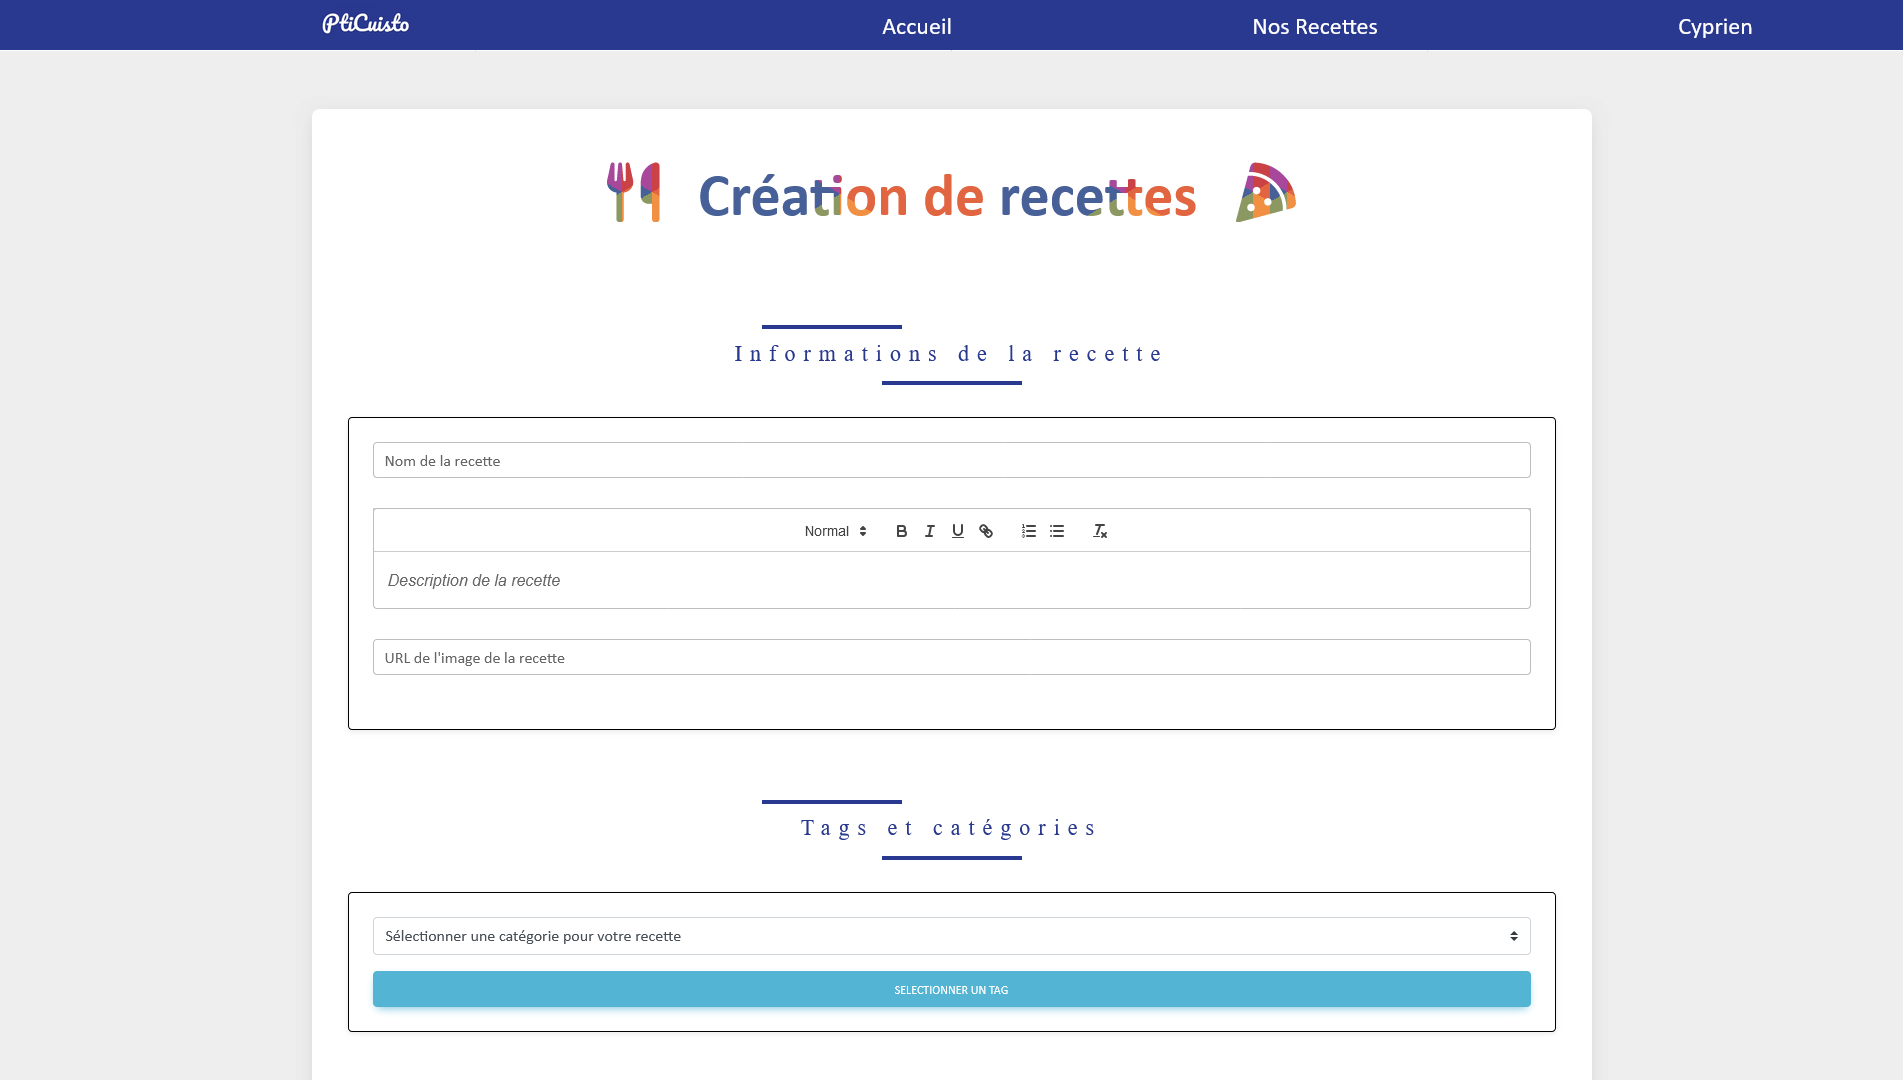 PtiCuisto Accueil Nos Recettes Cyprien
Création de recettes
Informations de la recette
Nom de la recette
Normal B I U
Description de la recette
URL de l'image de la recette
Tags et catégories
Sélectionner une catégorie pour votre recette
SELECTIONNER UN TAG